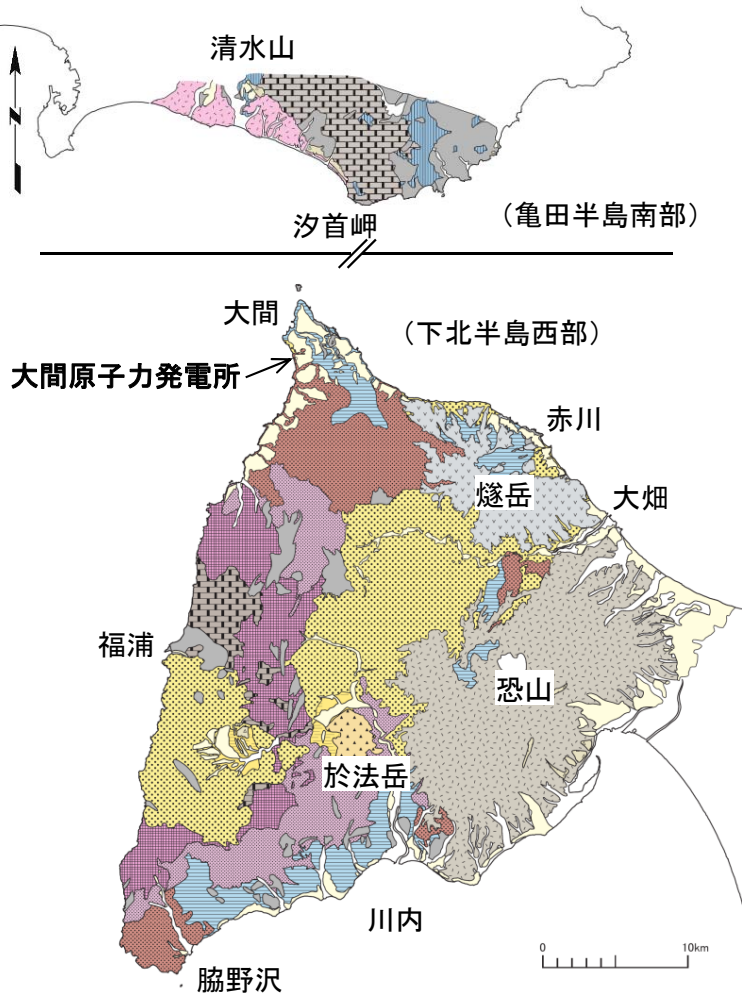 清水山
N
汐首岬
(亀田半島南部)
大間
(下北半島西部)
大間原子力発電所
赤川
燧岳
大畑
福浦
恐山
於法岳
川内
0 10km
脇野沢